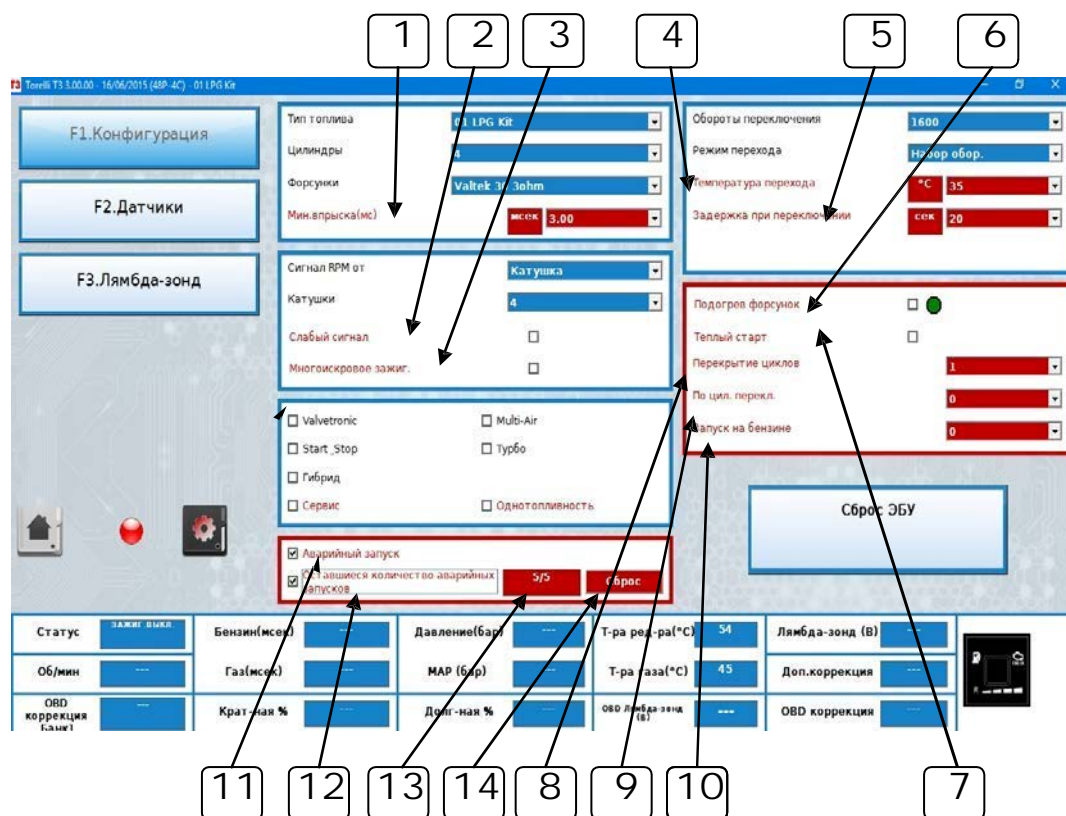 1 2 3 4 5 6
T3 Torelli T3 3.00.00 - 16/06/2015 (48P-4C) - 01 LPG Kit
F1.Конфигурация
F2.Датчики
F3.Лямбда-зонд
Тип топлива 01 LPG Kit
Цилиндры 4
Форсунки Valtek 30 3ohm
Мин.впрыска(мс) мсек 3.00
Сигнал RPM от Катушка
Катушки 4
Слабый сигнал
Многоискровое зажиг.
Valvetronic Multi-Air
Start_Stop Турбо
Гибрид
Сервис Однотопливность
Аварийный запуск
Оставшиеся количество аварийных
запусков
5/5 Сброс
Обороты переключения 1600
Режим перехода Набор обор.
Температура перехода °C 35
Задержка при переключении сек 20
Подогрев форсунок
Теплый старт
Перекрытие циклов 1
По цил. перекл. 0
Запуск на бензине 0
Сброс ЭБУ
Статус ЗАЖИГ.ВЫКЛ Бензин(мсек) --- Давление(бар) --- Т-ра ред-ра(°C) 54 Лямбда-зонд (В) ---
Об/мин --- Газ(мсек) --- MAP (бар) --- Т-ра газа(°C) 45 Доп.коррекция ---
OBD
коррекция
Банк1
--- Крат-ная % --- Долг-ная % --- OBD Лямбда-зонд
(В)
--- OBD коррекция ---
11 12 13 14 8 9 10 7